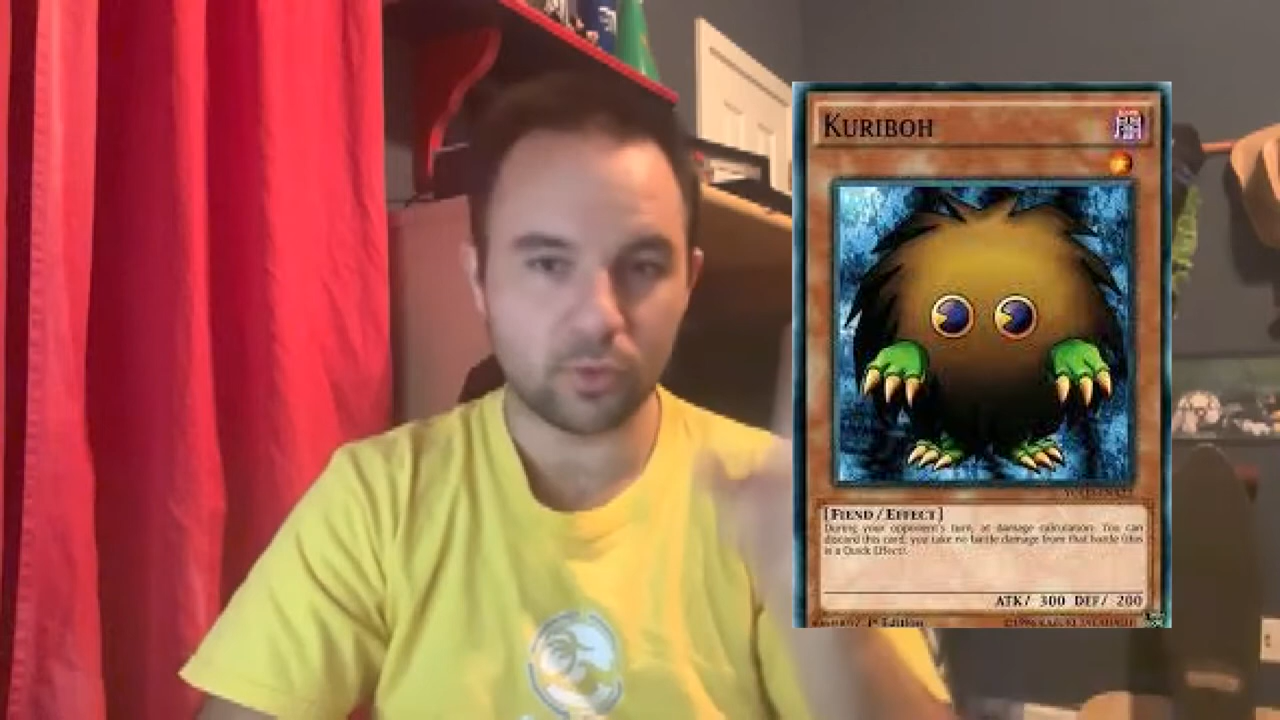 KURIBOH
[FIEND / EFFECT]
During your opponent's turn, at damage calculation: You can
discard this card; you take no battle damage from that battle (this
is a Quick Effect).
ATK/ 300 DEF/ 200
1st Edition